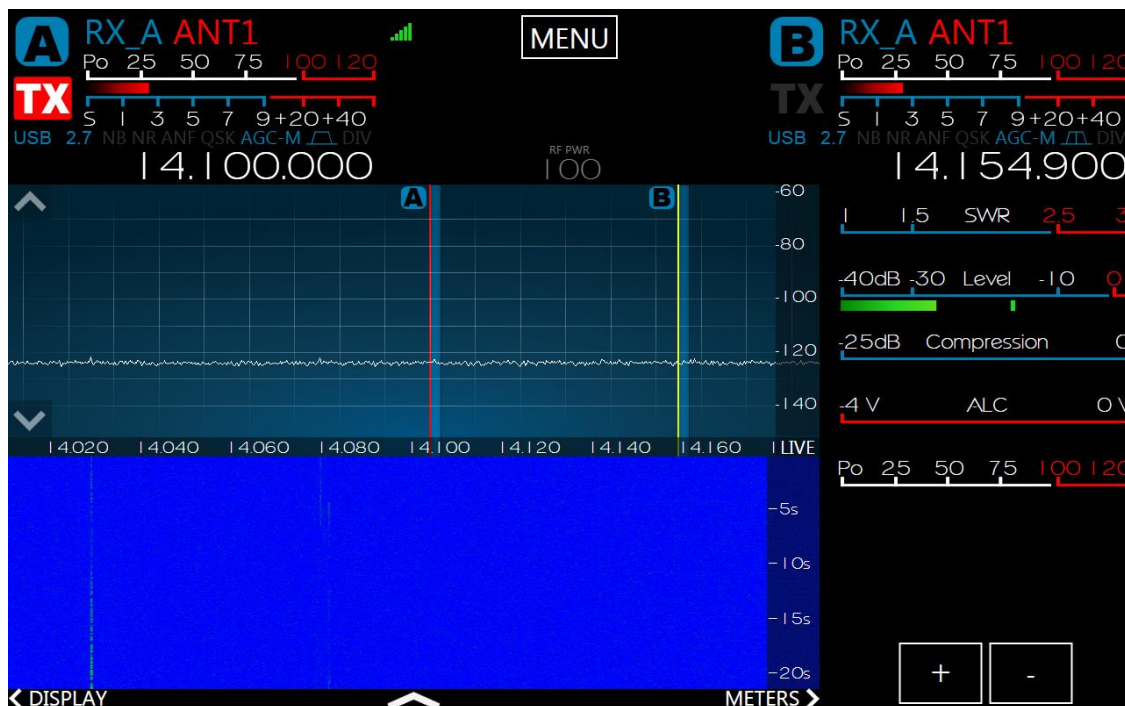 A RX_A ANT1
Po 25 50 75 100 120
TX
S 1 3 5 7 9 +20 +40
USB 2.7 NB NR ANF QSK AGC-M DIV
14.100.000
MENU
RF PWR
100
B RX_A ANT1
Po 25 50 75 100 120
TX
S 1 3 5 7 9 +20 +40
USB 2.7 NB NR ANF QSK AGC-M DIV
14.154.900
A B
-60
-80
-100
-120
-140
14.020 14.040 14.060 14.080 14.100 14.120 14.140 14.160 LIVE
-5s
-10s
-15s
-20s
1 1.5 SWR 2.5 3
-40dB -30 Level -10 0
-25dB Compression 0
-4 V ALC 0 V
Po 25 50 75 100 120
+ -
< DISPLAY
METERS >